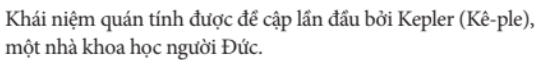 Khái niệm quán tính được đề cập lần đầu bởi Kepler (Kê-ple),
một nhà khoa học người Đức.